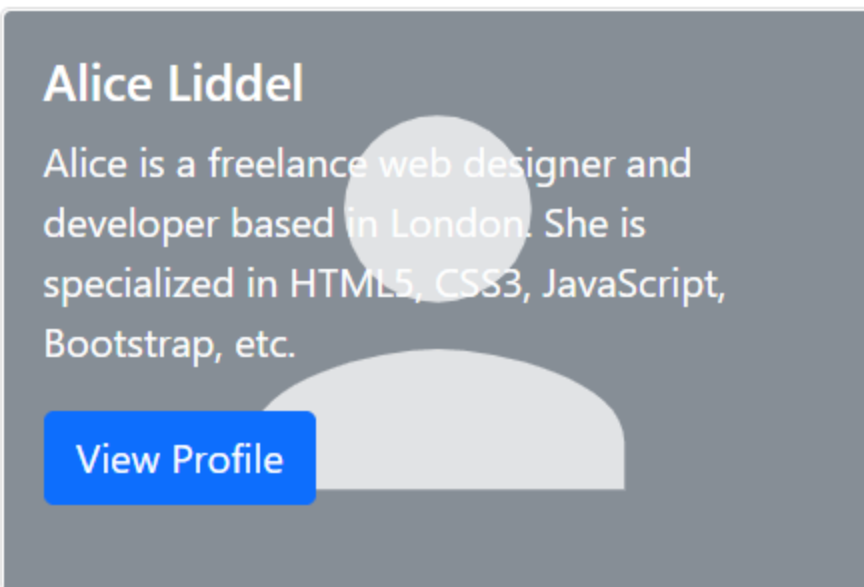 Alice Liddel
Alice is a freelance web designer and
developer based in London. She is
specialized in HTML5, CSS3, JavaScript,
Bootstrap, etc.
View Profile